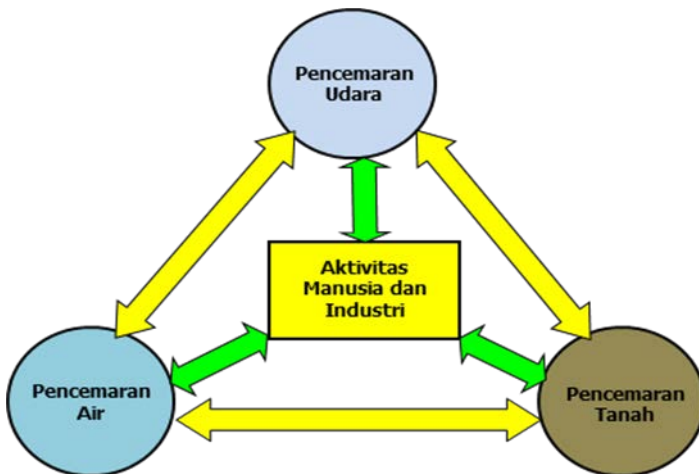 Pencemaran
Udara
Aktivitas
Manusia dan
Industri
Pencemaran
Air
Pencemaran
Tanah